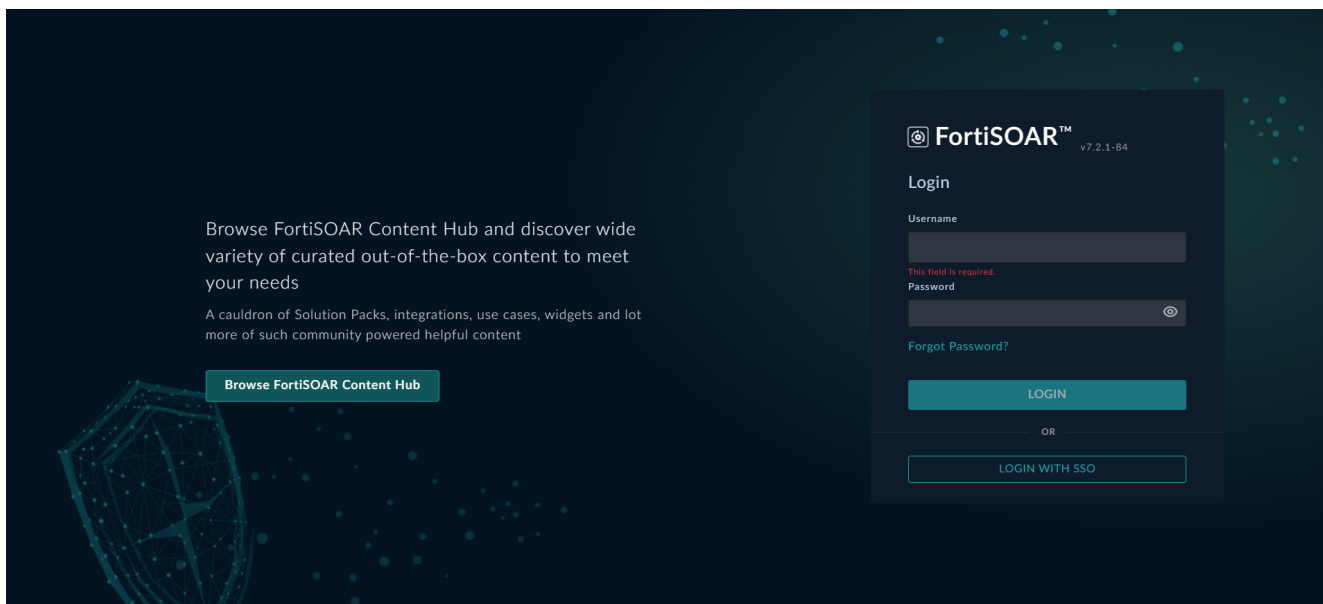 Browse FortiSOAR Content Hub and discover wide
variety of curated out-of-the-box content to meet
your needs
A cauldron of Solution Packs, integrations, use cases, widgets and lot
more of such community powered helpful content
Browse FortiSOAR Content Hub
FortiSOAR™ v7.2.1-84
Login
Username
This field is required.
Password
Forgot Password?
LOGIN
OR
LOGIN WITH SSO